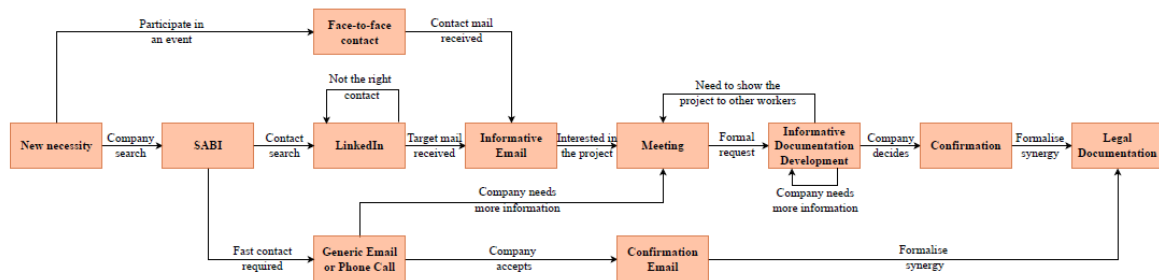 Participate in
an event
Face-to-face
contact
Contact mail
received
Not the right
contact
Need to show the
project to other workers
New necessity
Company
search
SABI
Contact
search
LinkedIn
Target mail
received
Informative
Email
Interested in
the project
Meeting
Formal
request
Informative
Documentation
Development
Company
decides
Confirmation
Formalise
synergy
Legal
Documentation
Company needs
more information
Company needs
more information
Fast contact
required
Generic Email
or Phone Call
Company
accepts
Confirmation
Email
Formalise
synergy